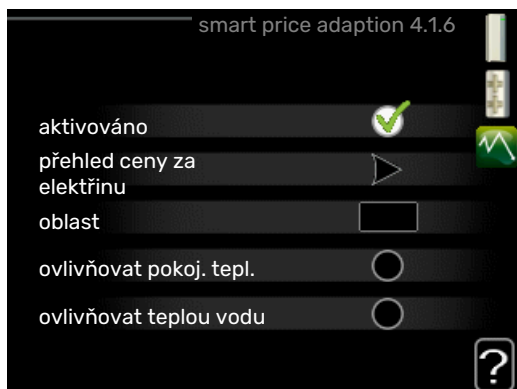 smart price adaption 4.1.6
aktivováno
přehled ceny za
elektřinu
oblast
ovlivňovat pokoj. tepl.
ovlivňovat teplou vodu
?